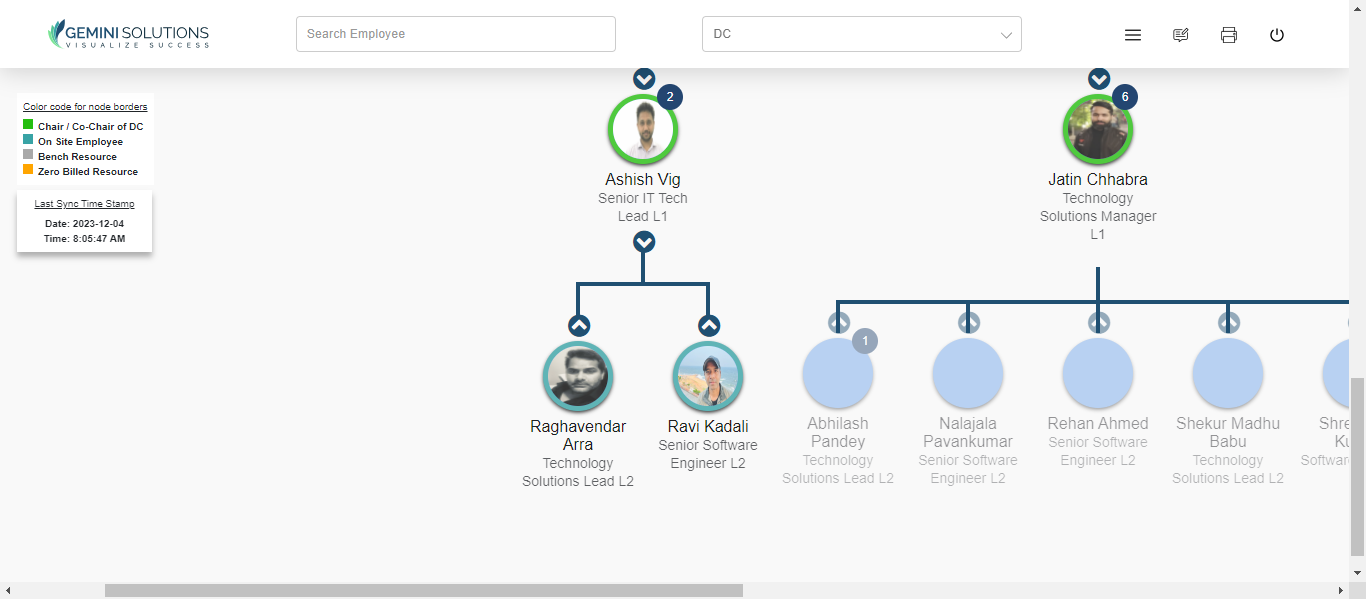 GEMINI SOLUTIONS
VISUALIZE SUCCESS
Search Employee
DC
Color code for node borders
Chair / Co-Chair of DC
On Site Employee
Bench Resource
Zero Billed Resource
Last Sync Time Stamp
Date: 2023-12-04
Time: 8:05:47 AM
2
Ashish Vig
Senior IT Tech
Lead L1
6
Jatin Chhabra
Technology
Solutions Manager
L1
Raghavendar
Arra
Technology
Solutions Lead L2
Ravi Kadali
Senior Software
Engineer L2
1
Abhilash
Pandey
Technology
Solutions Lead L2
Nalajala
Pavankumar
Senior Software
Engineer L2
Rehan Ahmed
Senior Software
Engineer L2
Shekur Madhu
Babu
Technology
Solutions Lead L2
Shre
Ku
Softwar